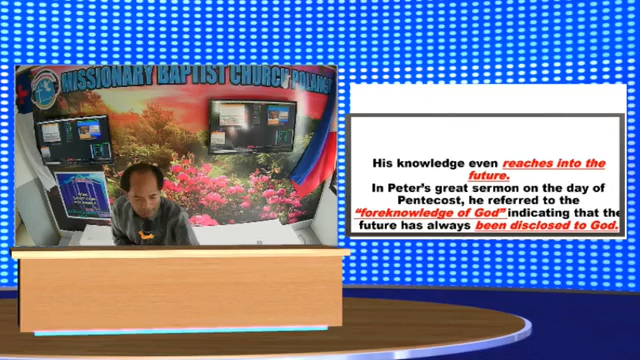 MISSIONARY BAPTIST CHURCH POLANGUI
His knowledge even reaches into the
future.
In Peter's great sermon on the day of
Pentecost, he referred to the
"foreknowledge of God" indicating that the
future has always been disclosed to God.